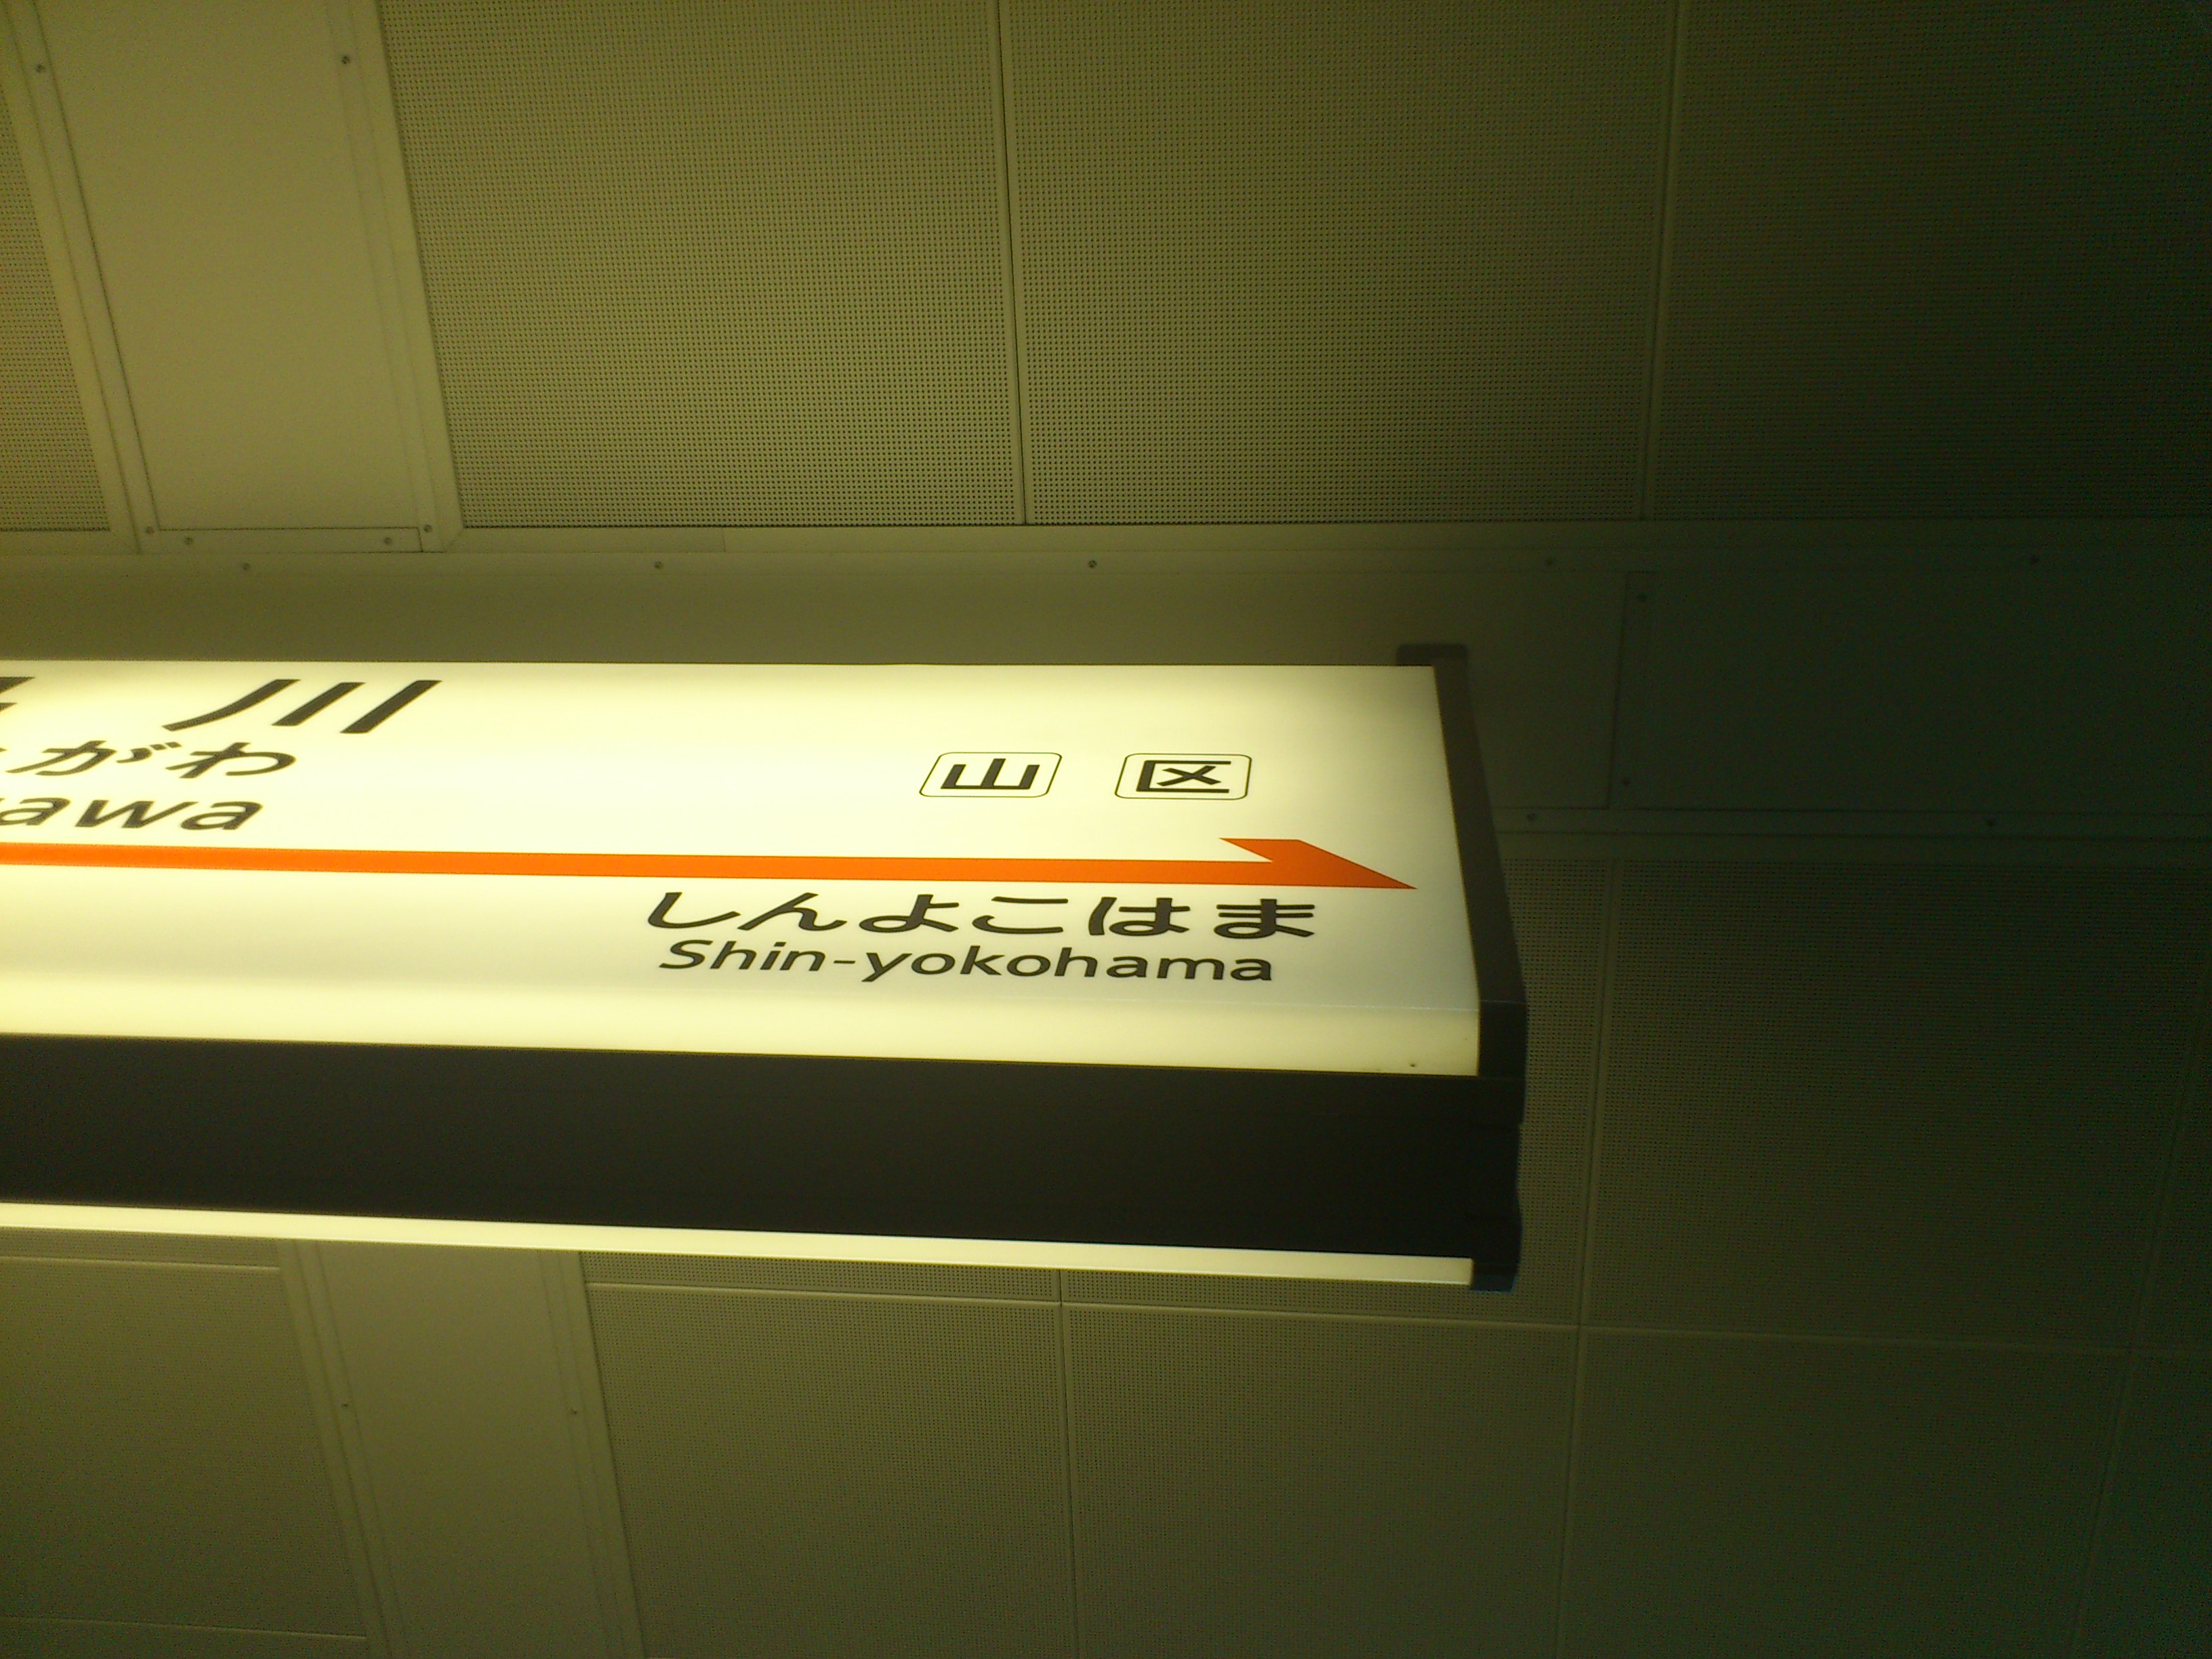 川
がわ
awa
山 区
しんよこはま
Shin-yokohama